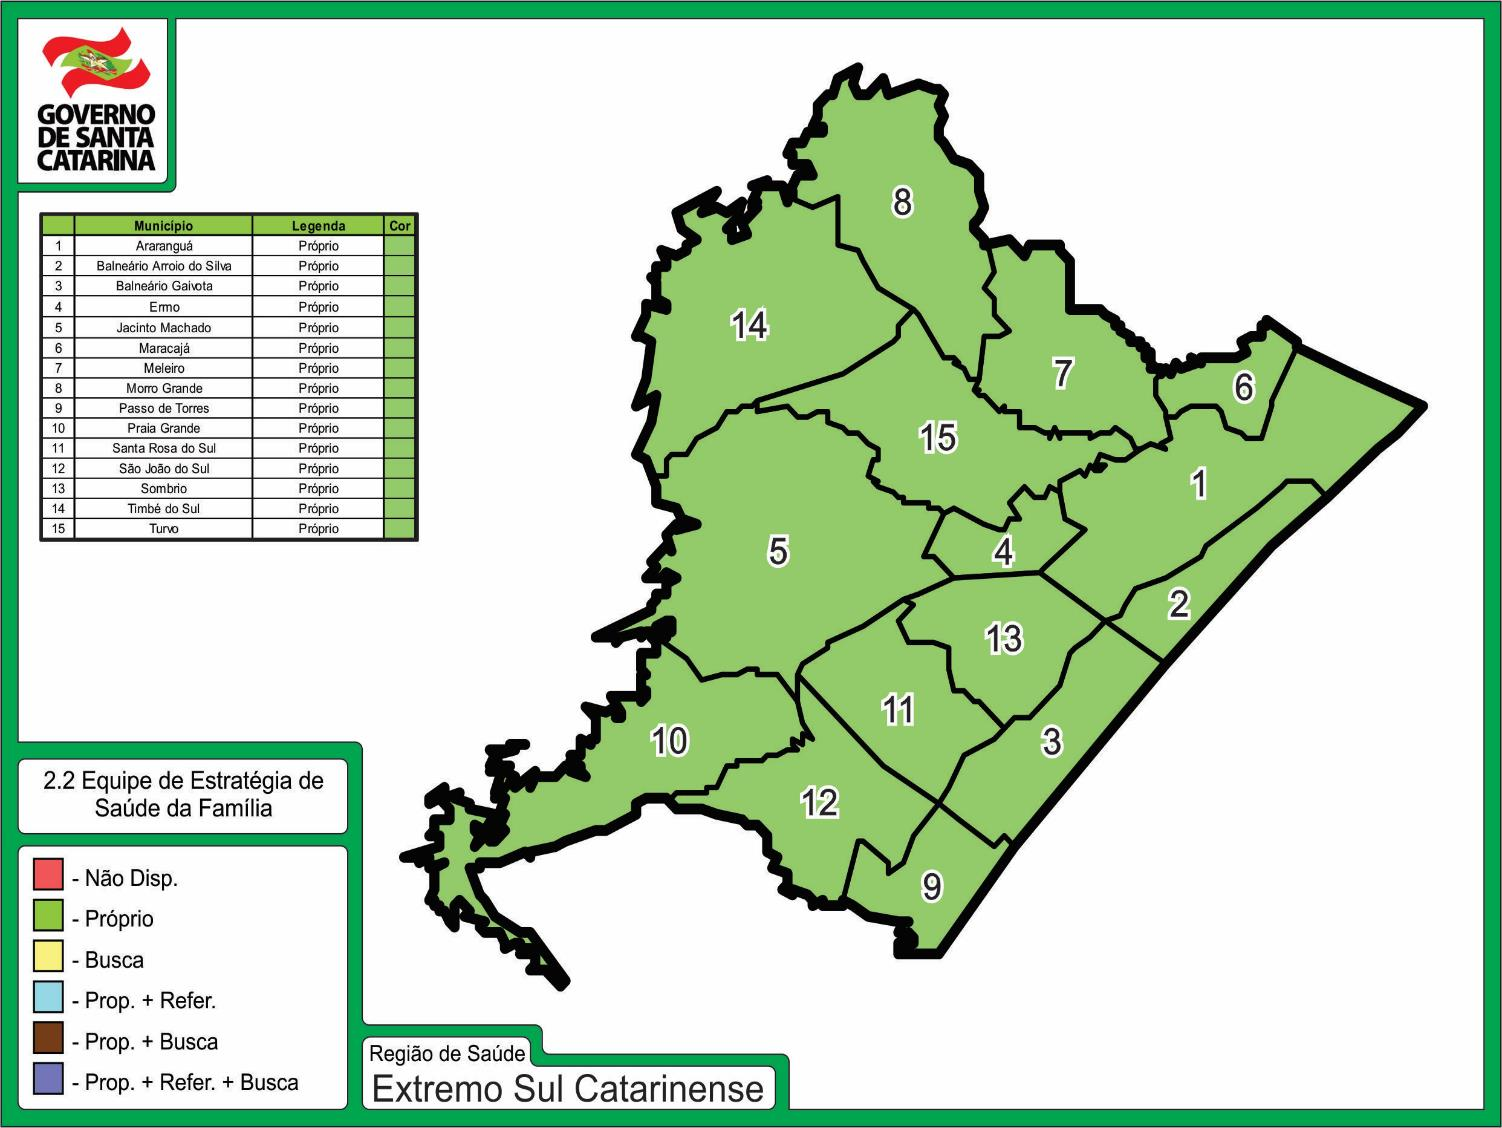 GOVERNO
DE SANTA
CATARINA
Município Legenda Cor
1 Araranguá Próprio
2 Balneário Arroio do Silva Próprio
3 Balneário Gaivota Próprio
4 Ermo Próprio
5 Jacinto Machado Próprio
6 Maracajá Próprio
7 Meleiro Próprio
8 Morro Grande Próprio
9 Passo de Torres Próprio
10 Praia Grande Próprio
11 Santa Rosa do Sul Próprio
12 São João do Sul Próprio
13 Sombrio Próprio
14 Timbé do Sul Próprio
15 Turvo Próprio
8
14
7
6
15
1
5
4
2
13
11
10
3
12
9
2.2 Equipe de Estratégia de
Saúde da Família
- Não Disp.
- Próprio
- Busca
- Prop. + Refer.
- Prop. + Busca
- Prop. + Refer. + Busca
Região de Saúde
Extremo Sul Catarinense